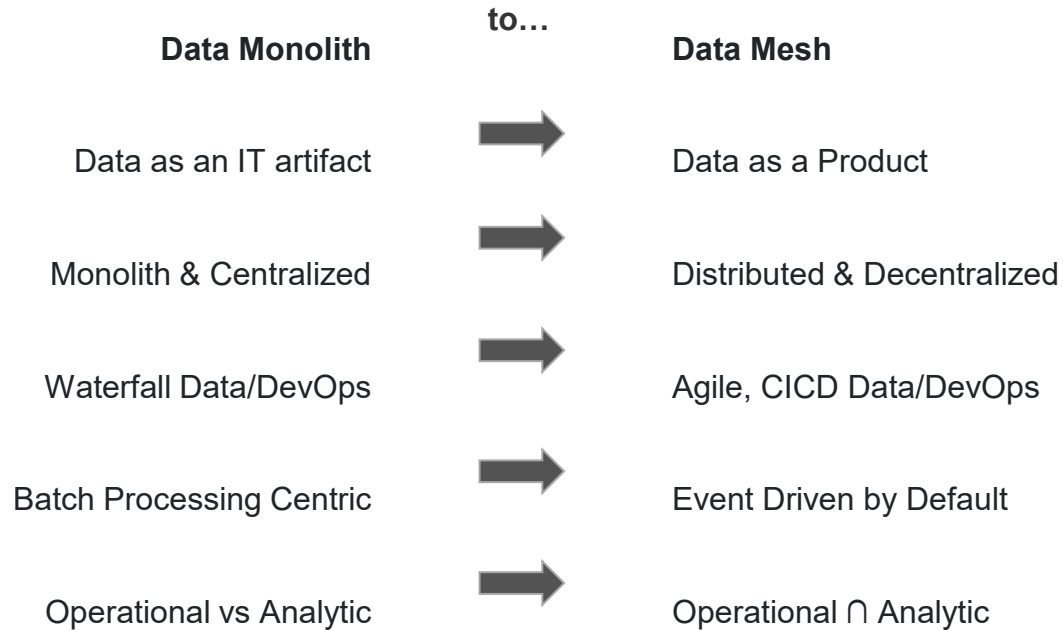 to…
Data Monolith Data Mesh
Data as an IT artifact Data as a Product
Monolith & Centralized Distributed & Decentralized
Waterfall Data/DevOps Agile, CICD Data/DevOps
Batch Processing Centric Event Driven by Default
Operational vs Analytic Operational ∩ Analytic